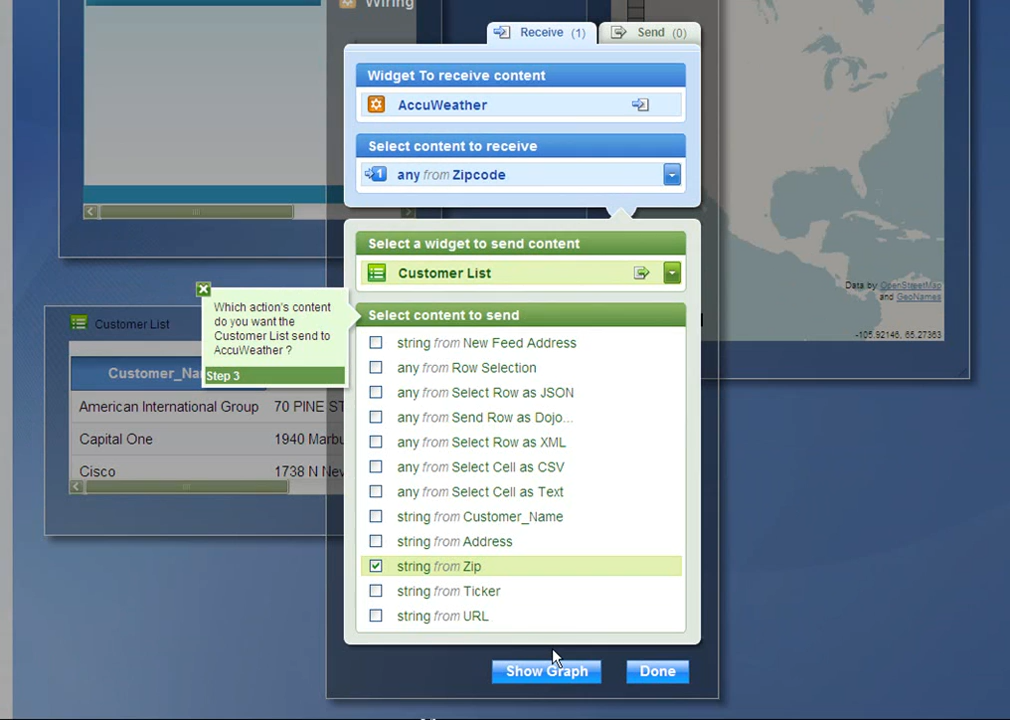 Wiring
Receive (1)
Send (0)
Widget To receive content
AccuWeather
Select content to receive
1 any from Zipcode
Select a widget to send content
Customer List
Select content to send
string from New Feed Address
any from Row Selection
any from Select Row as JSON
any from Send Row as Dojo...
any from Select Row as XML
any from Select Cell as CSV
any from Select Cell as Text
string from Customer_Name
string from Address
string from Zip
string from Ticker
string from URL
Show Graph
Done
Which action's content
do you want the
Customer List send to
AccuWeather ?
Step 3
Customer List
Customer_Na
American International Group 70 PINE ST
Capital One 1940 Marbu
Cisco 1738 N Nev
Data by OpenStreetMap
and GeoNames
-105.92146, 65.27363